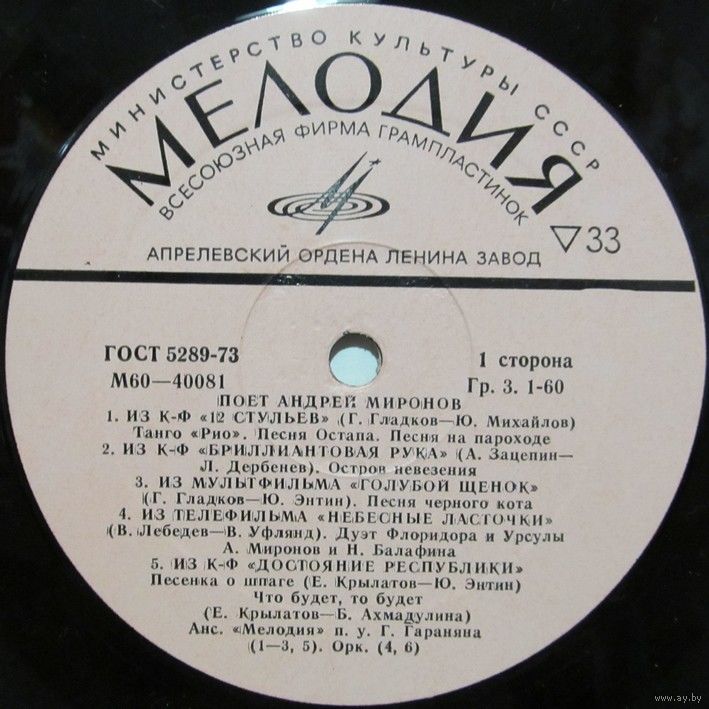 МИНИСТЕРСТВО КУЛЬТУРЫ СССР
МЕЛОДИЯ
ВСЕСОЮЗНАЯ ФИРМА ГРАМПЛАСТИНОК
▽33
АПРЕЛЕВСКИЙ ОРДЕНА ЛЕНИНА ЗАВОД
ГОСТ 5289-73
1 сторона
М60—40081
Гр. 3. 1-60
ПОЕТ АНДРЕЙ МИРОНОВ
1. ИЗ К-Ф «12 СТУЛЬЕВ» (Г. Гладков—Ю. Михайлов)
Танго «Рио». Песня Остапа. Песня на пароходе
2. ИЗ К-Ф «БРИЛЛИАНТОВАЯ РУКА» (А. Зацепин—
Л. Дербенев). Остров невезения
3. ИЗ МУЛЬТФИЛЬМА «ГОЛУБОЙ ЩЕНОК»
(Г. Гладков—Ю. Энтин). Песня черного кота
4. ИЗ ТЕЛЕФИЛЬМА «НЕБЕСНЫЕ ЛАСТОЧКИ»
(В. Лебедев—В. Уфлянд). Дуэт Флоридора и Урсулы
А. Миронов и Н. Балафина
5. ИЗ К-Ф «ДОСТОЯНИЕ РЕСПУБЛИКИ»
Песенка о шпаге (Е. Крылатов—Ю. Энтин)
Что будет, то будет
(Е. Крылатов—Б. Ахмадулина)
Анс. «Мелодия» п. у. Г. Гараняна
(1—3, 5). Орк. (4, 6)
www.ay.by